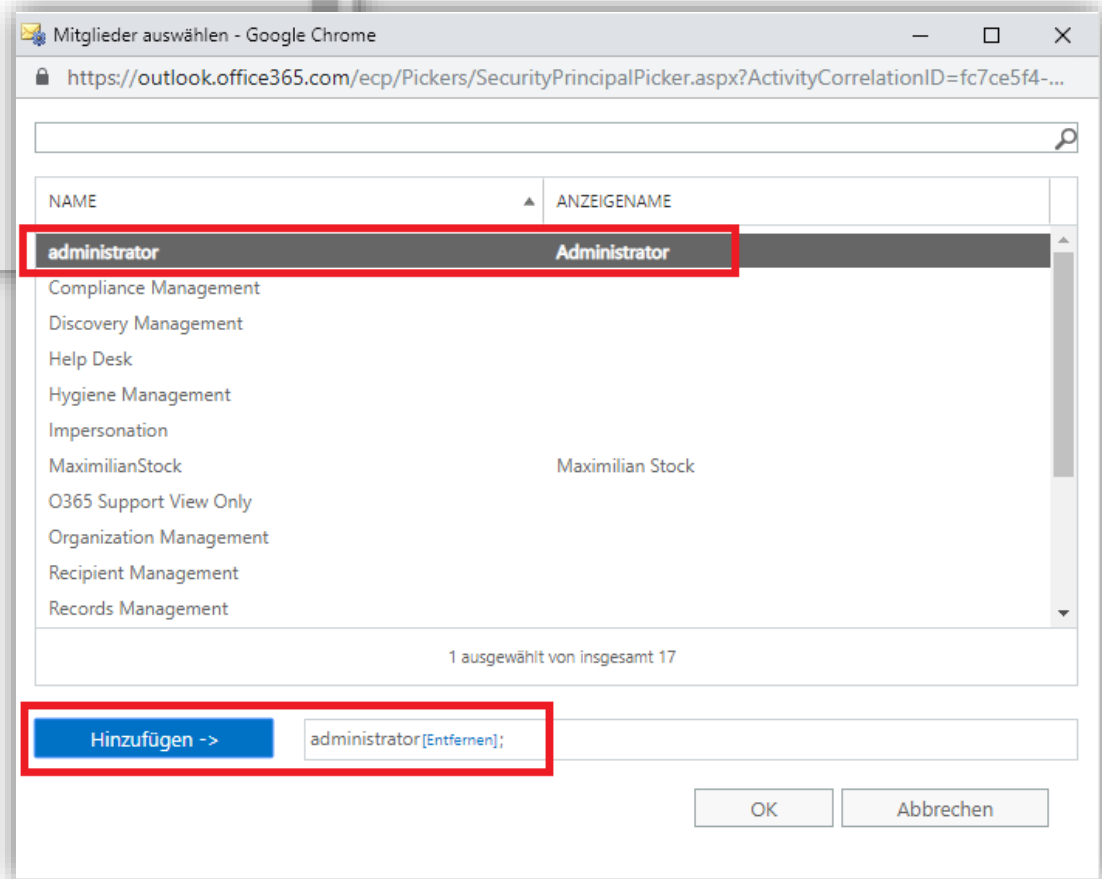 Mitglieder auswählen - Google Chrome
https://outlook.office365.com/ecp/Pickers/SecurityPrincipalPicker.aspx?ActivityCorrelationID=fc7ce5f4-...
NAME ANZEIGENAME
administrator Administrator
Compliance Management
Discovery Management
Help Desk
Hygiene Management
Impersonation
MaximilianStock Maximilian Stock
O365 Support View Only
Organization Management
Recipient Management
Records Management
1 ausgewählt von insgesamt 17
Hinzufügen -> administrator[Entfernen];
OK Abbrechen